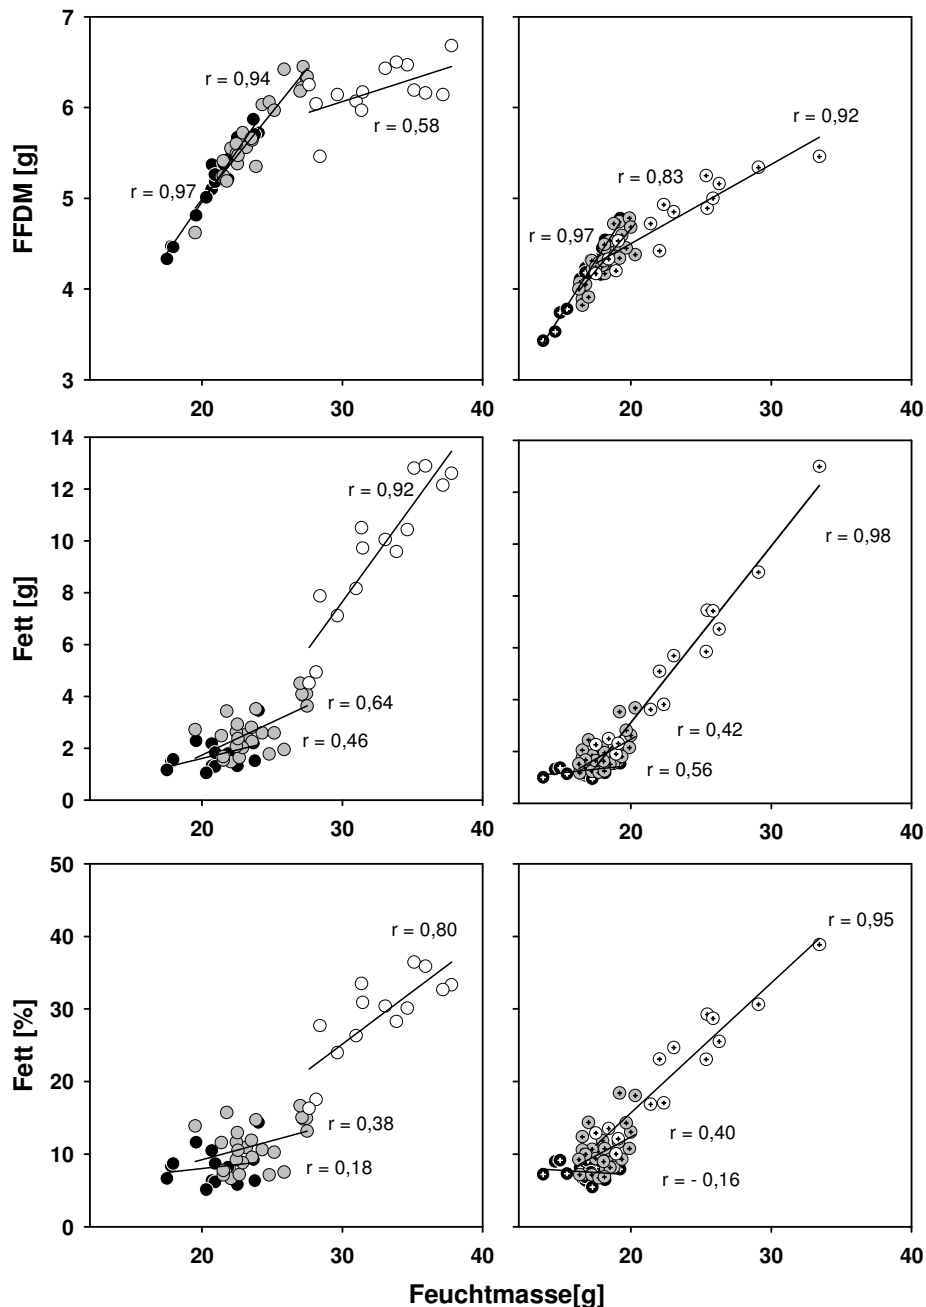 7
6
5
4
3
FFDM [g]
r = 0,94
r = 0,97
r = 0,58
20
30
40
r = 0,92
r = 0,83
r = 0,97
20
30
40
14
12
10
8
6
4
2
0
Fett [g]
r = 0,92
r = 0,64
r = 0,46
20
30
40
r = 0,98
r = 0,42
r = 0,56
20
30
40
50
40
30
20
10
0
Fett [%]
r = 0,80
r = 0,38
r = 0,18
20
30
40
r = 0,95
r = 0,40
r = - 0,16
20
30
40
Feuchtmasse[g]